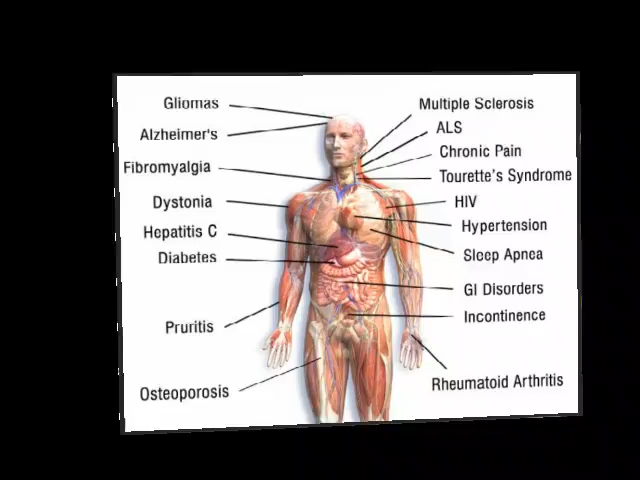 Gliomas
Alzheimer's
Fibromyalgia
Dystonia
Hepatitis C
Diabetes
Pruritis
Osteoporosis
Multiple Sclerosis
ALS
Chronic Pain
Tourette's Syndrome
HIV
Hypertension
Sleep Apnea
GI Disorders
Incontinence
Rheumatoid Arthritis